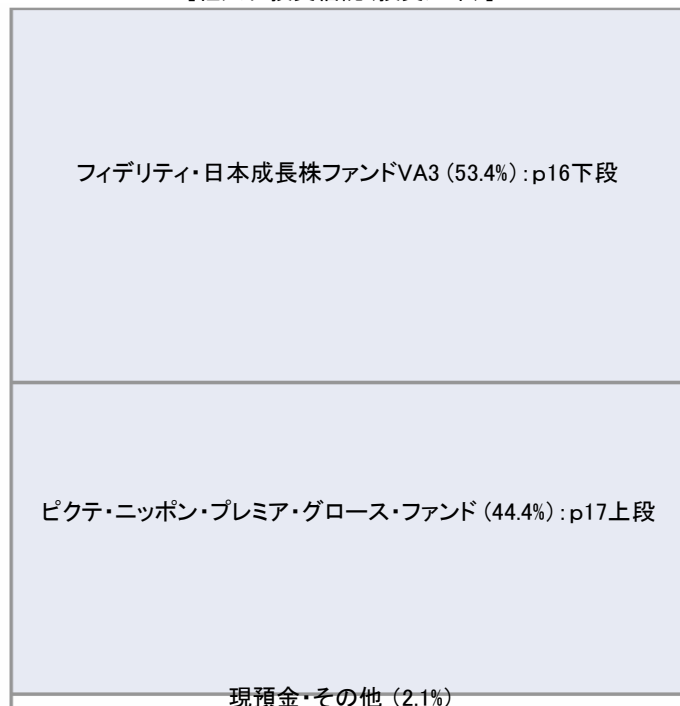 フィデリティ・日本成長株ファンドVA3 (53.4%) : p16下段
ピクテ・ニッポン・プレミア・グロース・ファンド (44.4%) : p17上段
現預金・その他 (2.1%)